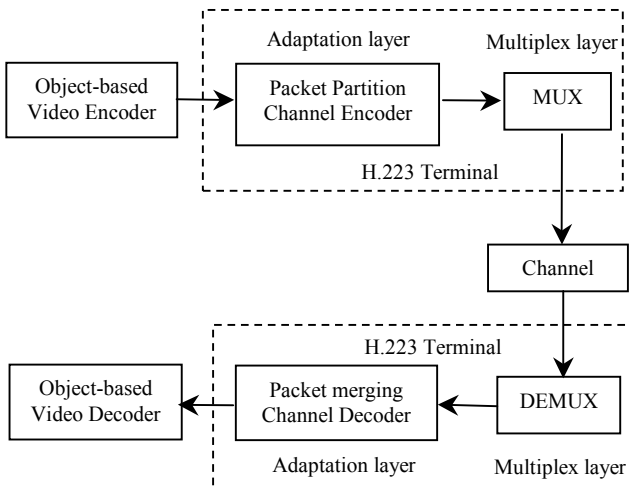 Adaptation layer
Multiplex layer
Object-based
Video Encoder
Packet Partition
Channel Encoder
MUX
H.223 Terminal
Channel
H.223 Terminal
Object-based
Video Decoder
Packet merging
Channel Decoder
DEMUX
Adaptation layer
Multiplex layer